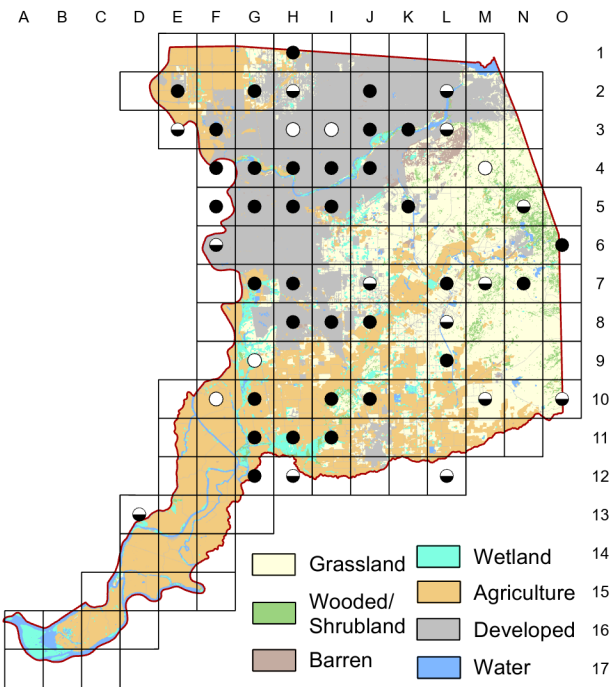 A B C D E F G H I J K L M N O
1
2
3
4
5
6
7
8
9
10
11
12
13
14
15
16
17
Grassland
Wooded/
Shrubland
Barren
Wetland
Agriculture
Developed
Water